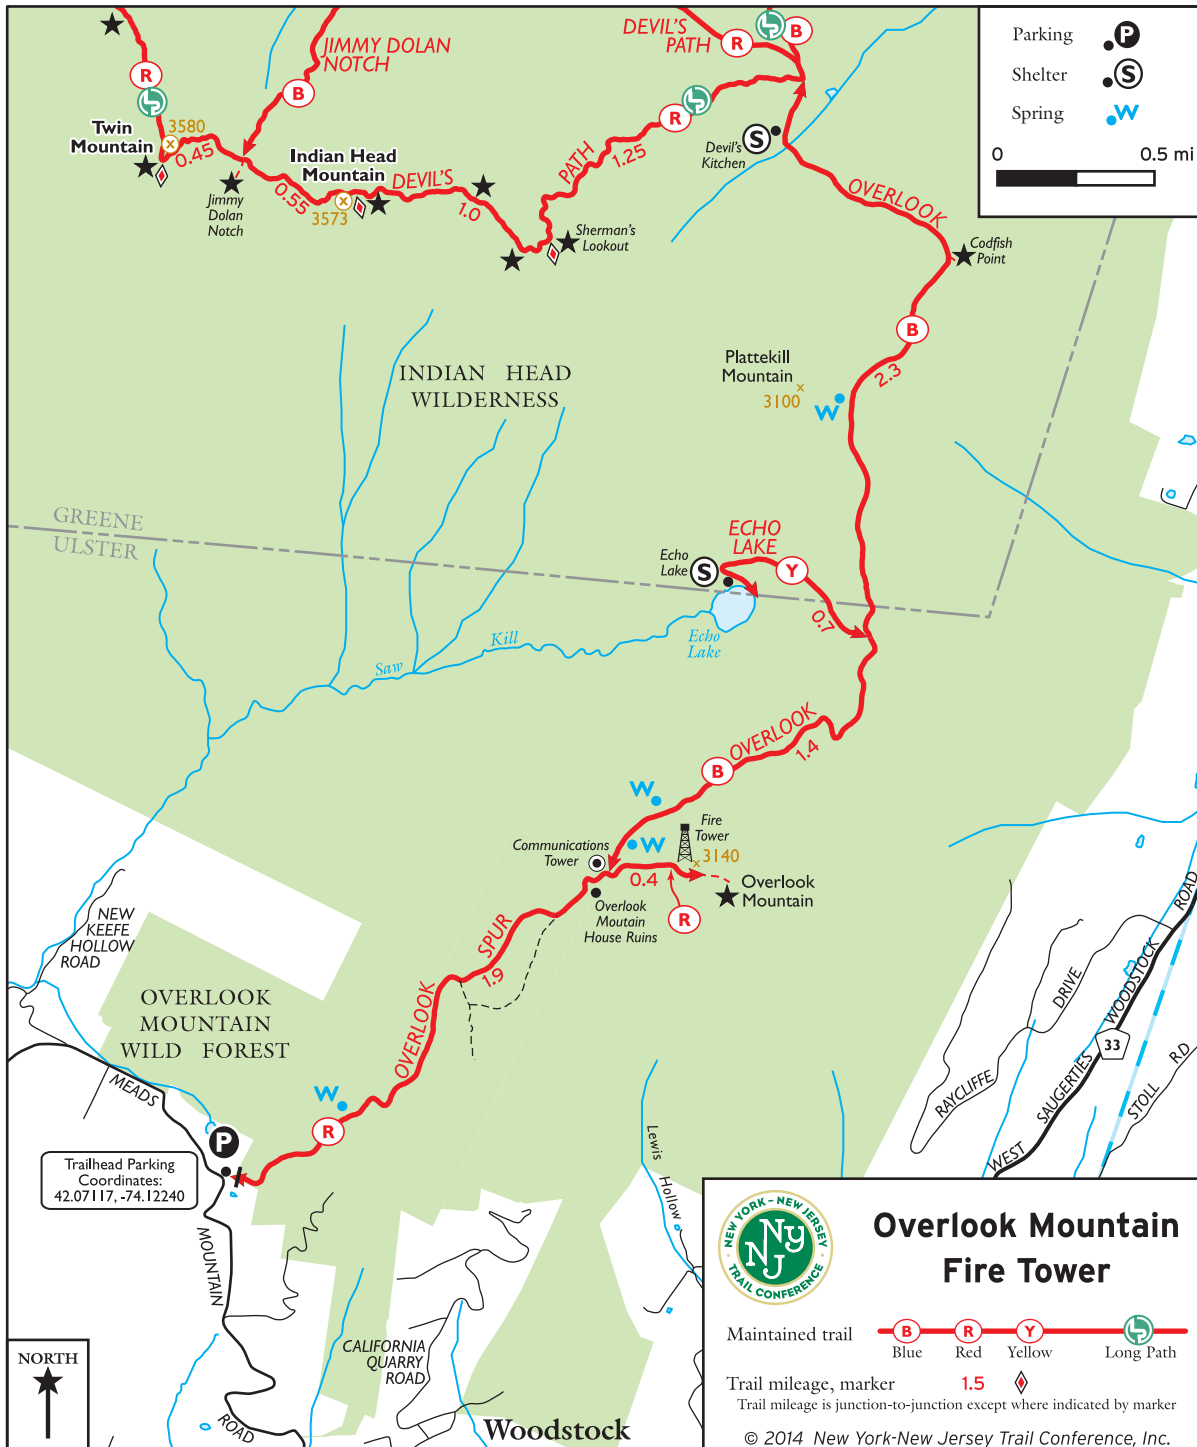 DEVIL'S
PATH
R
B
JIMMY DOLAN
NOTCH
B
R
Twin
Mountain
3580
0.45
Indian Head
Mountain
0.55
3573
Jimmy
Dolan
Notch
DEVIL'S
1.0
PATH
1.25
R
Sherman's
Lookout
S
Devil's
Kitchen
OVERLOOK
Codfish
Point
B
2.3
Parking
P
Shelter
S
Spring
W
0
0.5 mi
INDIAN HEAD
WILDERNESS
Plattekill
Mountain
3100
W
GREENE
ULSTER
ECHO
LAKE
Echo
Lake
S
Y
0.7
Echo
Lake
Saw
Kill
OVERLOOK
1.4
B
W
W
Fire
Tower
3140
Communications
Tower
0.4
Overlook
Mountain
Overlook
Moutain
House Ruins
R
SPUR
1.9
OVERLOOK
NEW
KEEFE
HOLLOW
ROAD
OVERLOOK
MOUNTAIN
WILD FOREST
MEADS
W
R
P
Trailhead Parking
Coordinates:
42.07117, -74.12240
MOUNTAIN
ROAD
CALIFORNIA
QUARRY
ROAD
Lewis
Hollow
RAYCLIFFE
DRIVE
WEST
SAUGERTIES
WOODSTOCK
ROAD
33
STOLL
RD
NORTH
Woodstock
NEW YORK – NEW JERSEY
NY
NJ
TRAIL CONFERENCE
Overlook Mountain
Fire Tower
Maintained trail
B
R
Y
Blue
Red
Yellow
Long Path
Trail mileage, marker
1.5
Trail mileage is junction-to-junction except where indicated by marker
© 2014 New York-New Jersey Trail Conference, Inc.